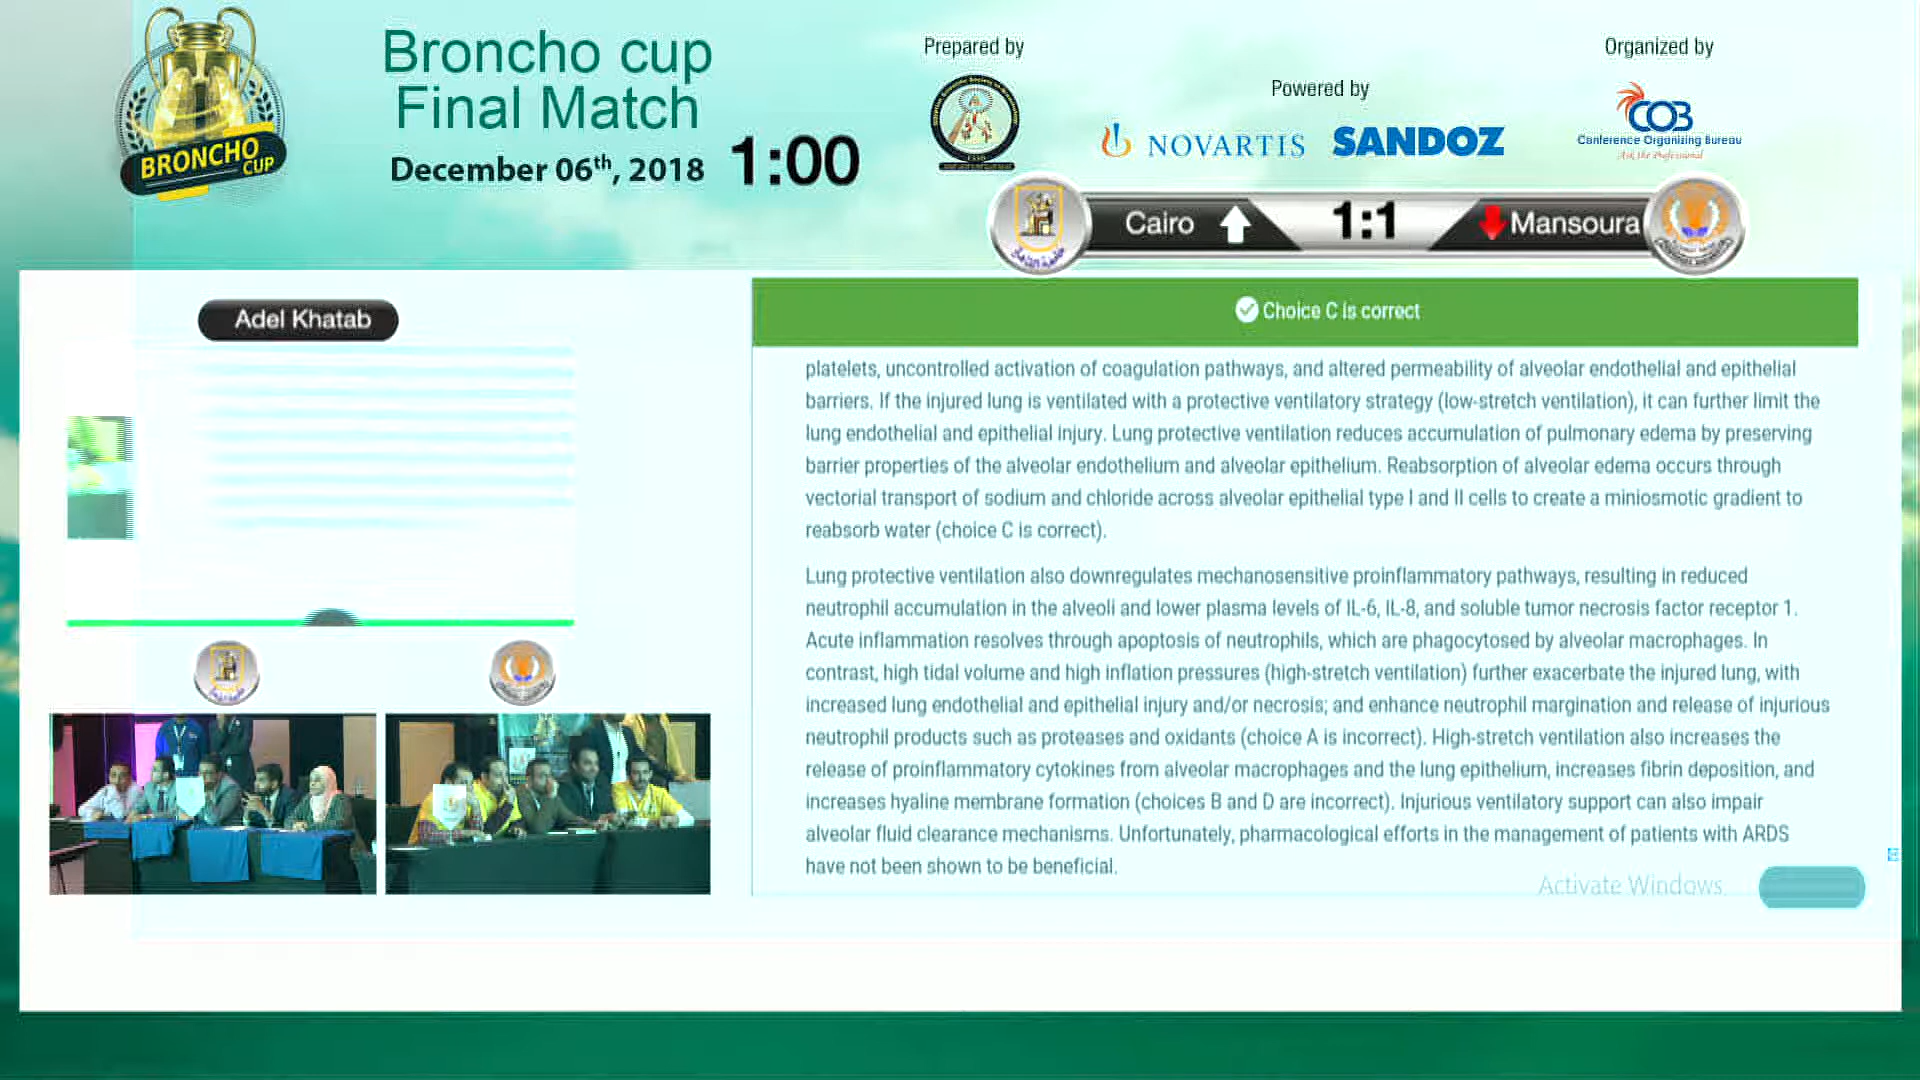 BRONCHO
CUP
Broncho cup
Final Match
December 06th, 2018
1:00
Prepared by
Powered by
NOVARTIS
SANDOZ
Organized by
COB
Conference Organizing Bureau
Ask the Professional
Cairo
1:1
Mansoura
Adel Khatab
Choice C is correct
platelets, uncontrolled activation of coagulation pathways, and altered permeability of alveolar endothelial and epithelial
barriers. If the injured lung is ventilated with a protective ventilatory strategy (low-stretch ventilation), it can further limit the
lung endothelial and epithelial injury. Lung protective ventilation reduces accumulation of pulmonary edema by preserving
barrier properties of the alveolar endothelium and alveolar epithelium. Reabsorption of alveolar edema occurs through
vectorial transport of sodium and chloride across alveolar epithelial type I and II cells to create a miniosmotic gradient to
reabsorb water (choice C is correct).
Lung protective ventilation also downregulates mechanosensitive proinflammatory pathways, resulting in reduced
neutrophil accumulation in the alveoli and lower plasma levels of IL-6, IL-8, and soluble tumor necrosis factor receptor 1.
Acute inflammation resolves through apoptosis of neutrophils, which are phagocytosed by alveolar macrophages. In
contrast, high tidal volume and high inflation pressures (high-stretch ventilation) further exacerbate the injured lung, with
increased lung endothelial and epithelial injury and/or necrosis; and enhance neutrophil margination and release of injurious
neutrophil products such as proteases and oxidants (choice A is incorrect). High-stretch ventilation also increases the
release of proinflammatory cytokines from alveolar macrophages and the lung epithelium, increases fibrin deposition, and
increases hyaline membrane formation (choices B and D are incorrect). Injurious ventilatory support can also impair
alveolar fluid clearance mechanisms. Unfortunately, pharmacological efforts in the management of patients with ARDS
have not been shown to be beneficial.
Activate Windows